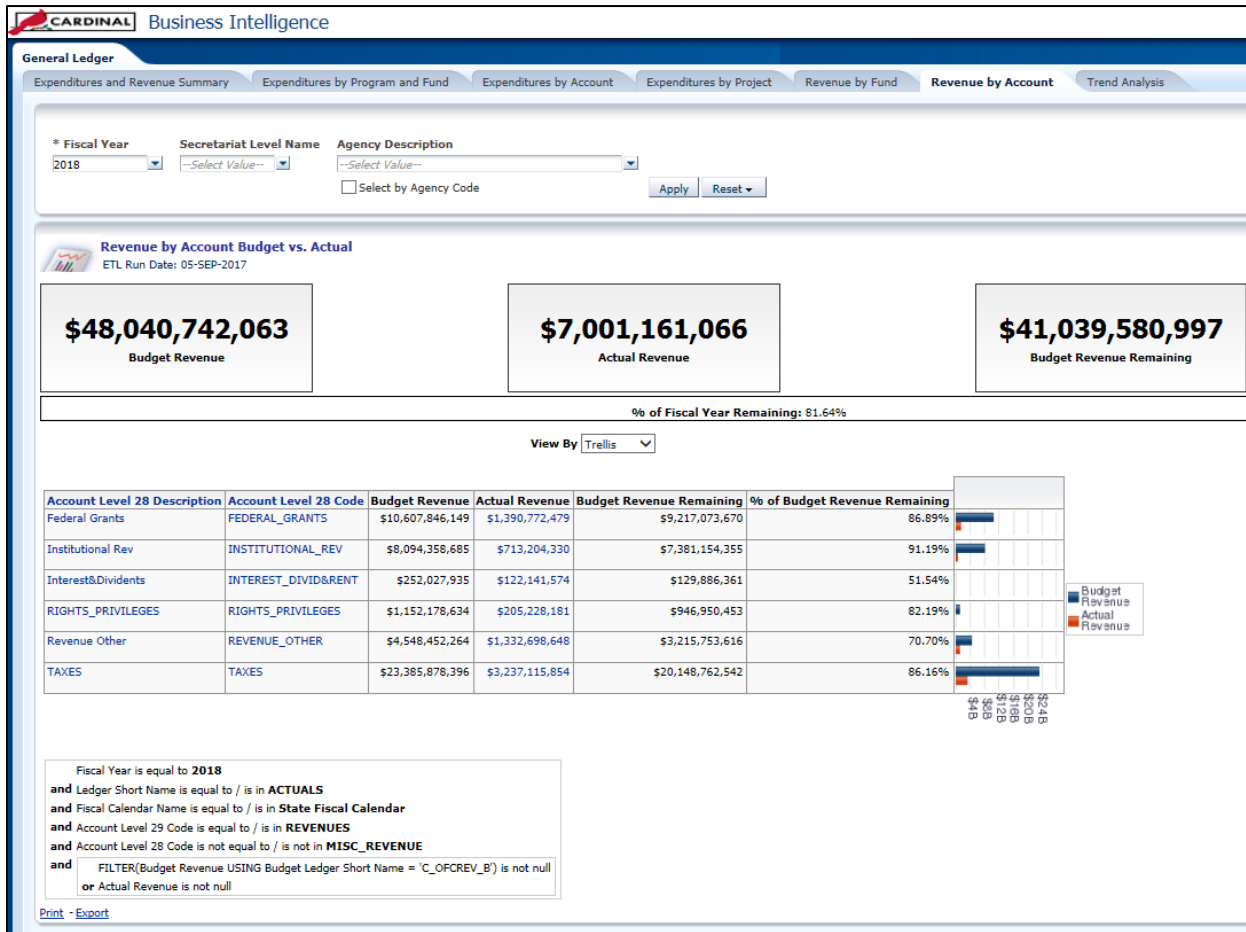 CARDINAL Business Intelligence
General Ledger
Expenditures and Revenue Summary Expenditures by Program and Fund Expenditures by Account Expenditures by Project Revenue by Fund Revenue by Account Trend Analysis
* Fiscal Year Secretariat Level Name Agency Description
2018 --Select Value-- --Select Value--
Select by Agency Code Apply Reset
Revenue by Account Budget vs. Actual
ETL Run Date: 05-SEP-2017
$48,040,742,063 $7,001,161,066 $41,039,580,997
Budget Revenue Actual Revenue Budget Revenue Remaining
% of Fiscal Year Remaining: 81.64%
View By Trellis
Account Level 28 Description Account Level 28 Code Budget Revenue Actual Revenue Budget Revenue Remaining % of Budget Revenue Remaining
Federal Grants FEDERAL_GRANTS $10,607,846,149 $1,390,772,479 $9,217,073,670 86.89%
Institutional Rev INSTITUTIONAL_REV $8,094,358,685 $713,204,330 $7,381,154,355 91.19%
Interest&Dividents INTEREST_DIVID&RENT $252,027,935 $122,141,574 $129,886,361 51.54%
RIGHTS_PRIVILEGES RIGHTS_PRIVILEGES $1,152,178,634 $205,228,181 $946,950,453 82.19%
Revenue Other REVENUE_OTHER $4,548,452,264 $1,332,698,648 $3,215,753,616 70.70%
TAXES TAXES $23,385,878,396 $3,237,115,854 $20,148,762,542 86.16%
Budget
Revenue
Actual
Revenue
$4B $8B $12B $16B $20B $24B
Fiscal Year is equal to 2018
and Ledger Short Name is equal to / is in ACTUALS
and Fiscal Calendar Name is equal to / is in State Fiscal Calendar
and Account Level 29 Code is equal to / is in REVENUES
and Account Level 28 Code is not equal to / is not in MISC_REVENUE
and FILTER(Budget Revenue USING Budget Ledger Short Name = 'C_OFCREV_B') is not null
or Actual Revenue is not null
Print - Export